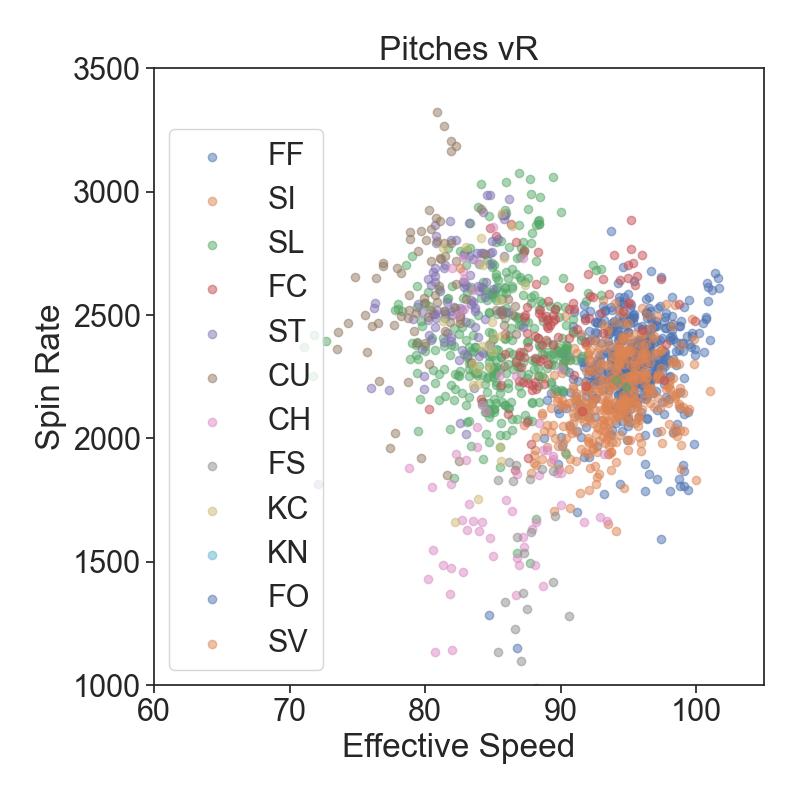 Pitches vR
3500
3000
2500
2000
1500
1000
Spin Rate
FF
SI
SL
FC
ST
CU
CH
FS
KC
KN
FO
SV
60 70 80 90 100
Effective Speed